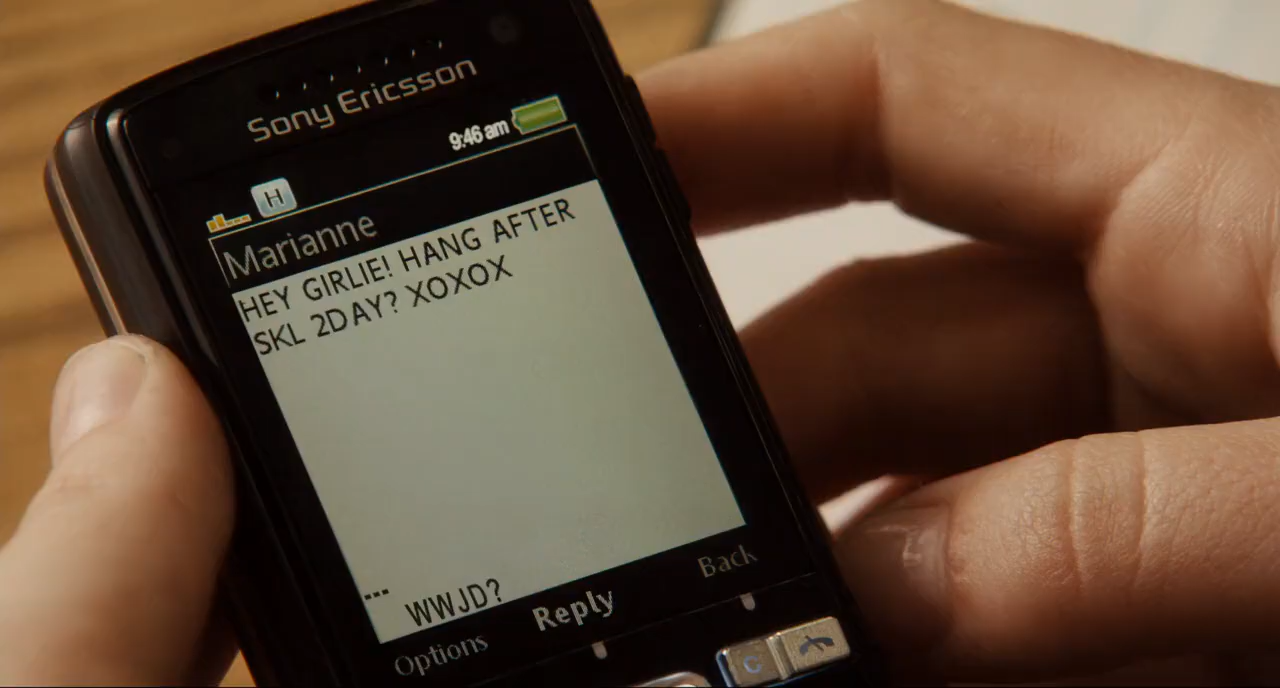 Sony Ericsson
9:46 am
H
Marianne
HEY GIRLIE! HANG AFTER
SKL 2DAY? XOXOX
---
WWJD?
Options Reply Back
C